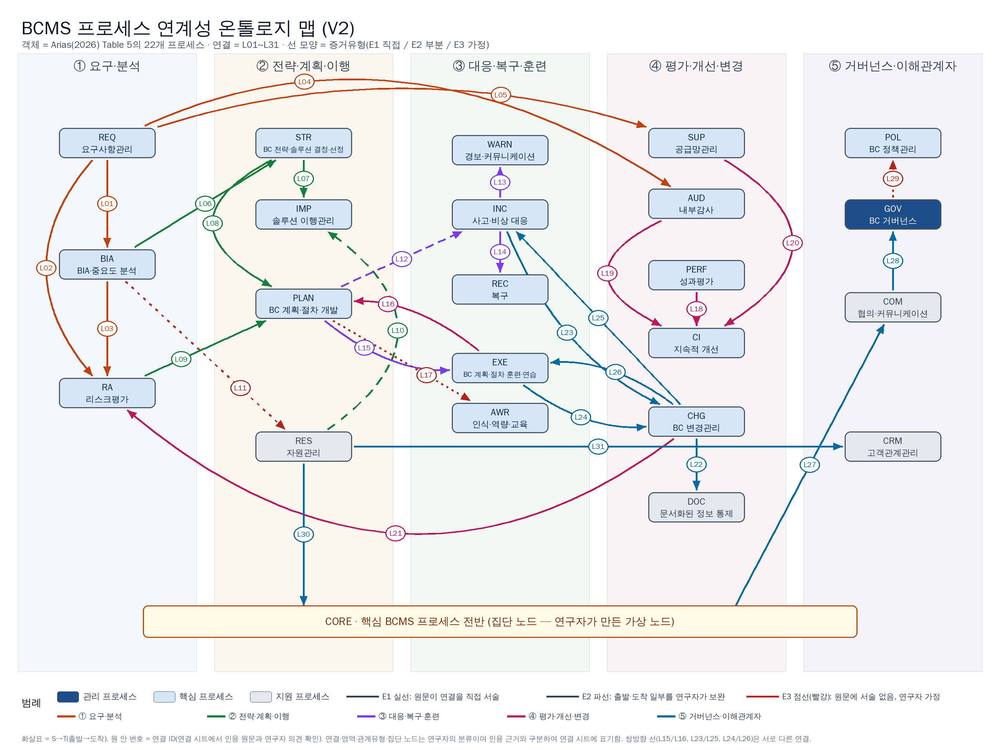 BCMS 프로세스 연계성 온톨로지 맵 (V2)
객체 = Arias(2026) Table 5의 22개 프로세스 · 연결 = L01~L31 · 선 모양 = 증거유형(E1 직접 / E2 부분 / E3 가정)
① 요구·분석
② 전략·계획·이행
③ 대응·복구·훈련
④ 평가·개선·변경
⑤ 거버넌스·이해관계자
L04
L05
REQ
요구사항관리
STR
BC 전략·솔루션 결정·선정
WARN
경보·커뮤니케이션
SUP
공급망관리
POL
BC 정책관리
L07
L13
L29
L01
L06
L08
IMP
솔루션 이행관리
INC
사고·비상 대응
AUD
내부감사
GOV
BC 거버넌스
L20
L14
L12
L28
L02
BIA
BIA·중요도 분석
L19
PERF
성과평가
REC
복구
PLAN
BC 계획·절차 개발
L16
L18
COM
협의·커뮤니케이션
L25
L03
L10
L23
L15
CI
지속적 개선
L09
EXE
BC 계획·절차 훈련·연습
L17
L26
RA
리스크평가
L11
AWR
인식·역량·교육
L24
CHG
BC 변경관리
RES
자원관리
L31
CRM
고객관계관리
L22
L27
DOC
문서화된 정보 통제
L30
L21
CORE · 핵심 BCMS 프로세스 전반 (집단 노드 — 연구자가 만든 가상 노드)
범례
관리 프로세스
핵심 프로세스
지원 프로세스
E1 실선: 원문이 연결을 직접 서술
E2 파선: 출발·도착 일부를 연구자가 보완
E3 점선(빨강): 원문에 서술 없음, 연구자 가정
① 요구·분석
② 전략·계획·이행
③ 대응·복구·훈련
④ 평가·개선·변경
⑤ 거버넌스·이해관계자
화살표 = S→T(출발→도착). 원 안 번호 = 연결 ID(연결 시트에서 인용 원문과 연구자 의견 확인). 연결·영역·관계유형·집단 노드는 연구자의 분류이며 인용 근거와 구분하여 연결 시트에 표기함. 쌍방향 선(L15/L16, L23/L25, L24/L26)은 서로 다른 연결.